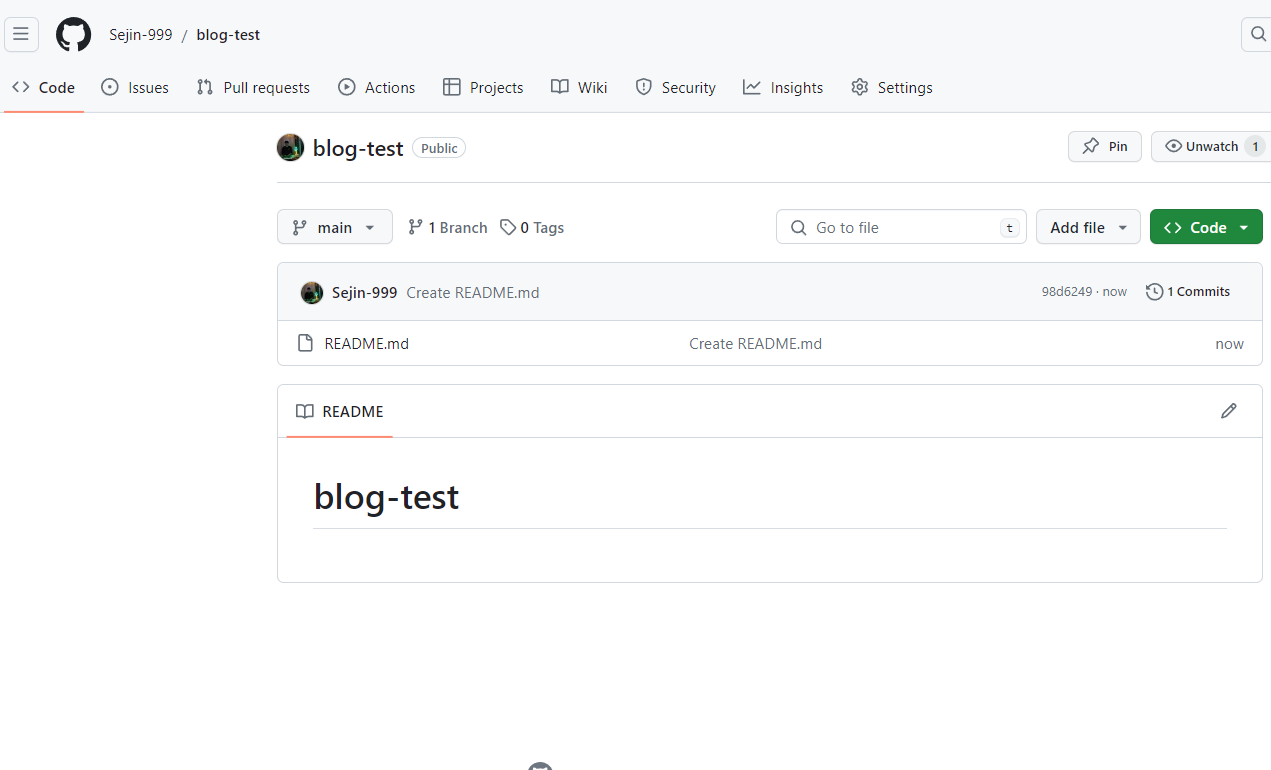 Sejin-999 / blog-test
Code Issues Pull requests Actions Projects Wiki Security Insights Settings
blog-test Public Pin Unwatch 1
main 1 Branch 0 Tags Go to file t Add file Code
Sejin-999 Create README.md 98d6249 · now 1 Commits
README.md Create README.md now
README
blog-test